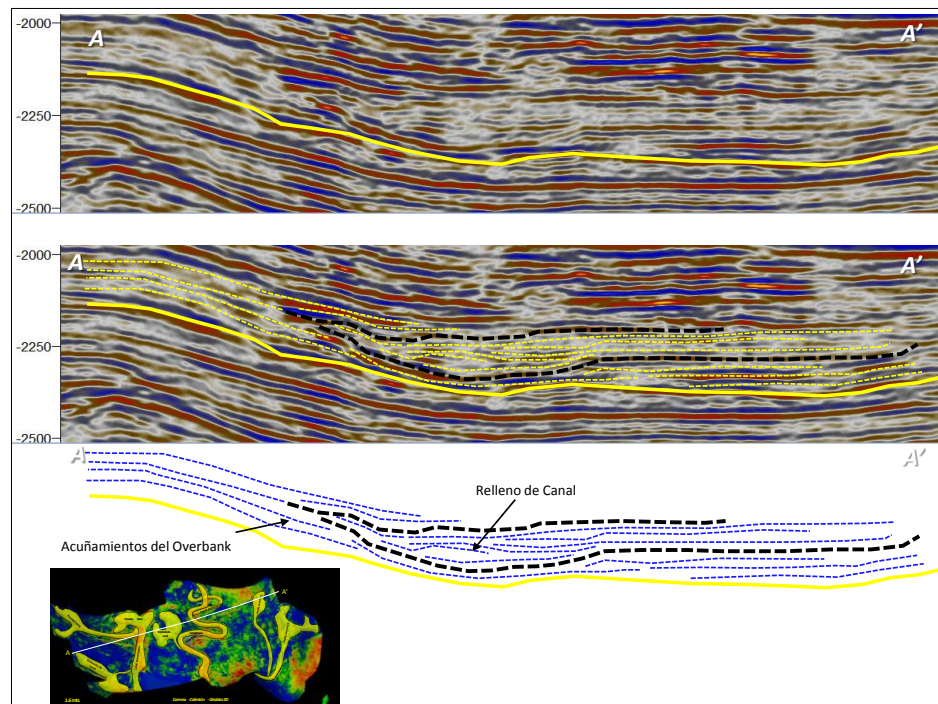 A
A'
-2000
-2250
-2500
A
A'
-2000
-2250
-2500
A
A'
Relleno de Canal
Acuñamientos del Overbank
A'
A